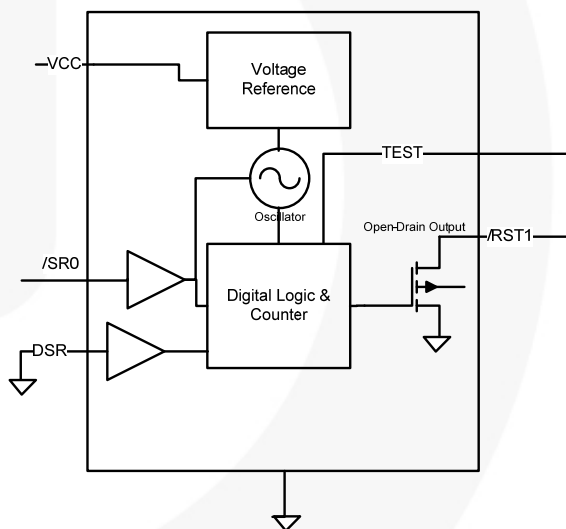 VCC
Voltage
Reference
TEST
Oscillator
Open-Drain Output
/RST1
/SR0
Digital Logic &
Counter
DSR